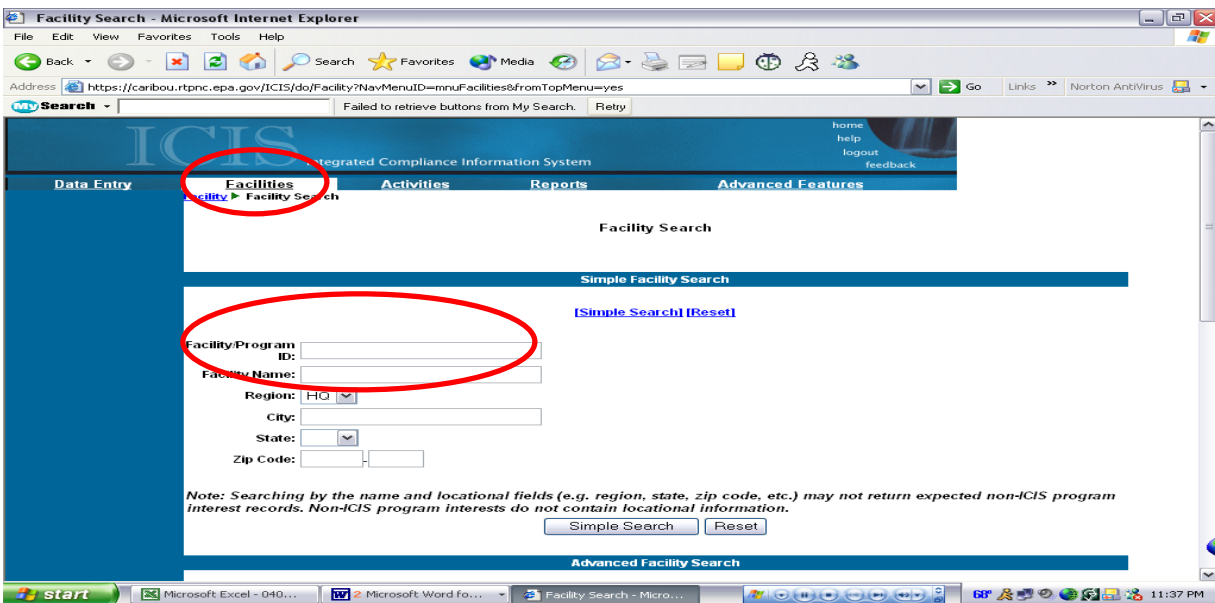 Facility Search - Microsoft Internet Explorer
File Edit View Favorites Tools Help
Back Search Favorites Media
Address https://caribou.rtpnc.epa.gov/ICIS/do/Facility?NavMenuID=mnuFacilities&fromTopMenu=yes Go Links » Norton AntiVirus
My Search Failed to retrieve buttons from My Search. Retry
home
help
logout
feedback
ICIS
Integrated Compliance Information System
Data Entry Facilities Activities Reports Advanced Features
Facility Facility Search
Facility Search
Simple Facility Search
[Simple Search] [Reset]
Facility/Program
ID:
Facility Name:
Region: HQ
City:
State:
Zip Code: -
Note: Searching by the name and locational fields (e.g. region, state, zip code, etc.) may not return expected non-ICIS program
interest records. Non-ICIS program interests do not contain locational information.
Simple Search Reset
Advanced Facility Search
start Microsoft Excel - 040... 2 Microsoft Word fo... Facility Search - Micro... 68° 11:37 PM